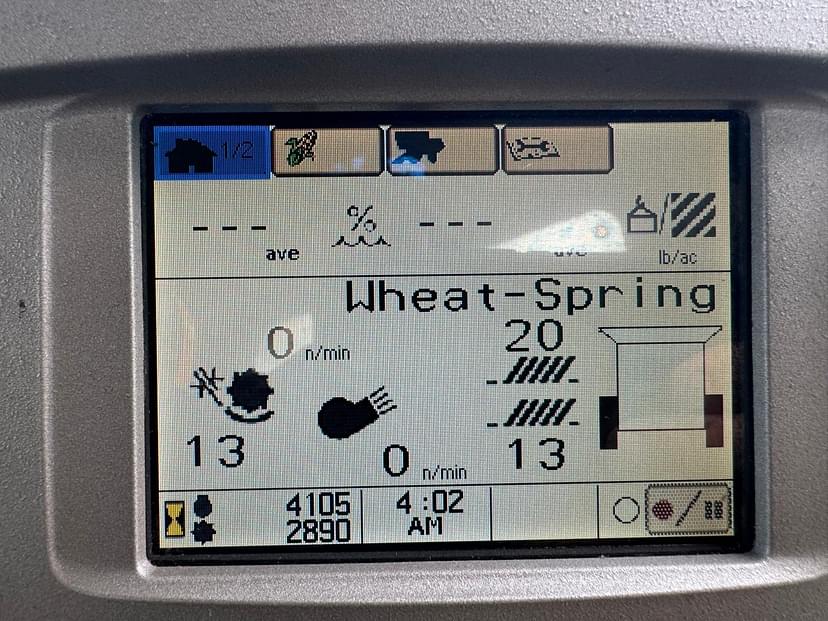 1/2
--- % ---
ave ave lb/ac
Wheat-Spring
0 n/min 20
13 0 n/min 13
4105 4:02
2890 AM